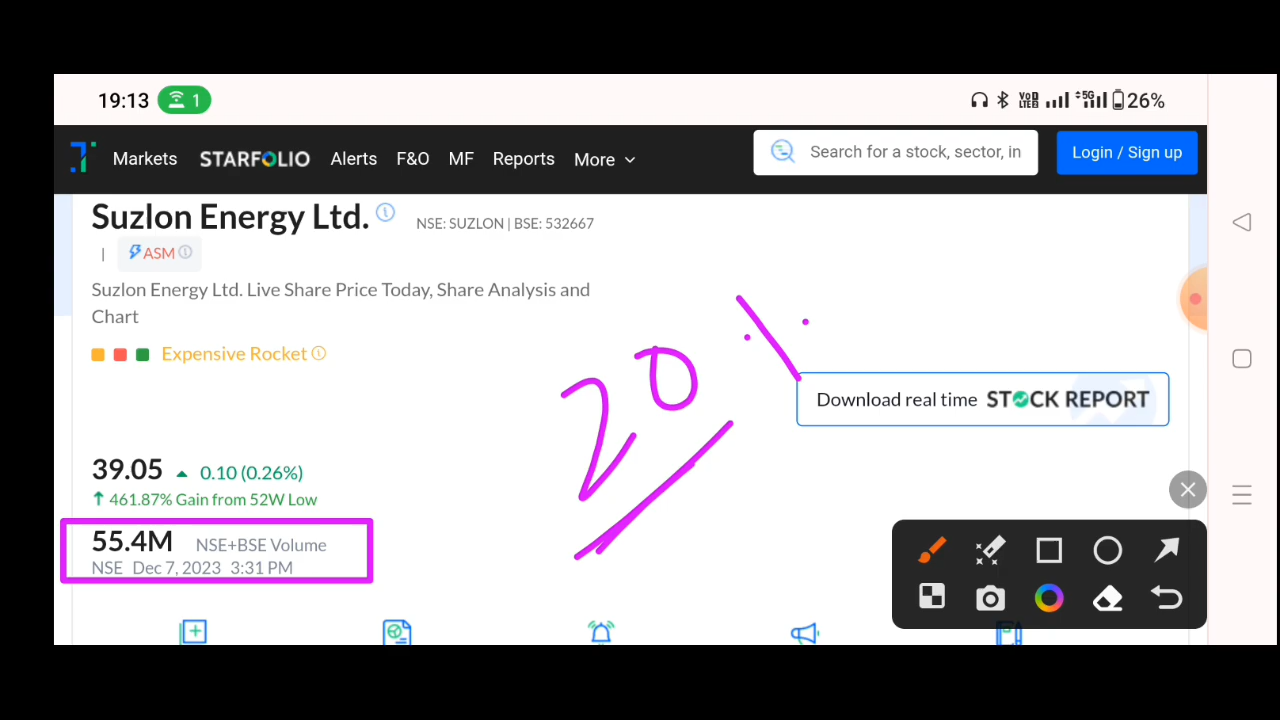 19:13 1 VoD LTEB 5G 26%
Markets STARFOLIO Alerts F&O MF Reports More Search for a stock, sector, in Login / Sign up
Suzlon Energy Ltd. NSE: SUZLON | BSE: 532667
| ASM
Suzlon Energy Ltd. Live Share Price Today, Share Analysis and
Chart
Expensive Rocket
20%
Download real time STOCK REPORT
39.05 0.10 (0.26%)
461.87% Gain from 52W Low
55.4M NSE+BSE Volume
NSE Dec 7, 2023 3:31 PM